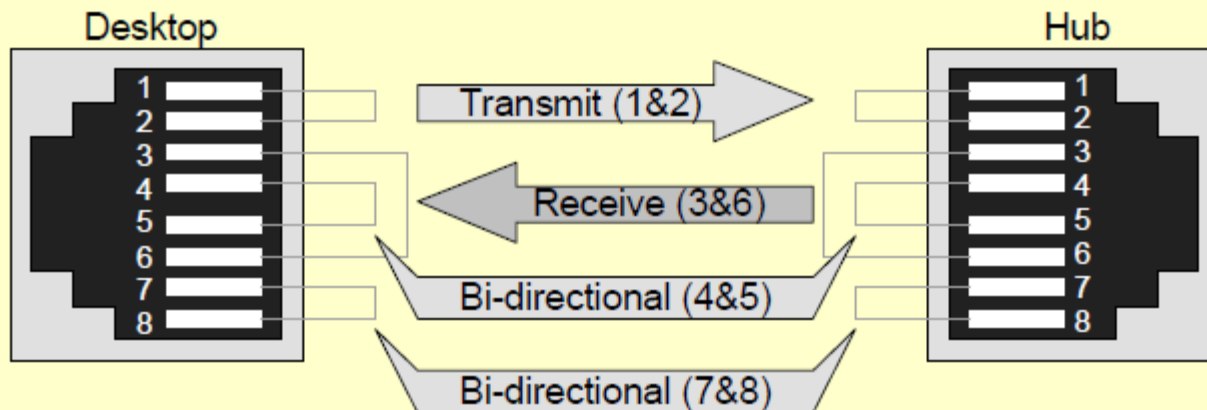 Desktop
Hub
1
2
3
4
5
6
7
8
Transmit (1&2)
Receive (3&6)
Bi-directional (4&5)
Bi-directional (7&8)
1
2
3
4
5
6
7
8